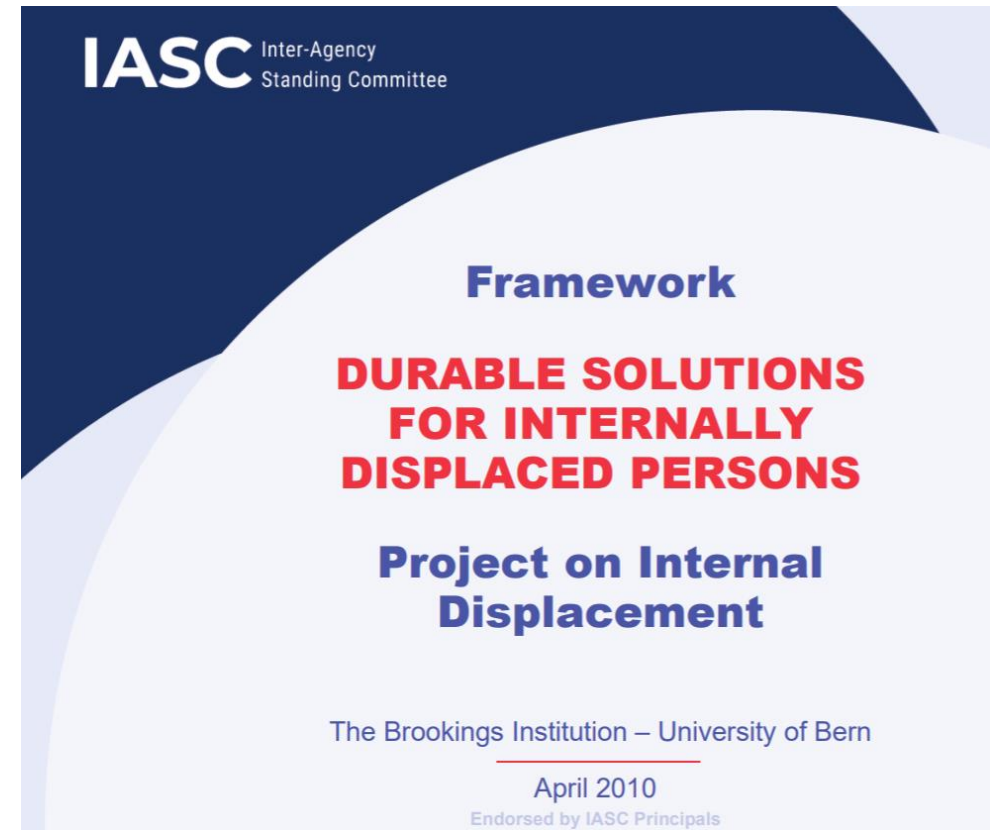 IASC Inter-Agency
Standing Committee
Framework
DURABLE SOLUTIONS
FOR INTERNALLY
DISPLACED PERSONS
Project on Internal
Displacement
The Brookings Institution – University of Bern
April 2010
Endorsed by IASC Principals